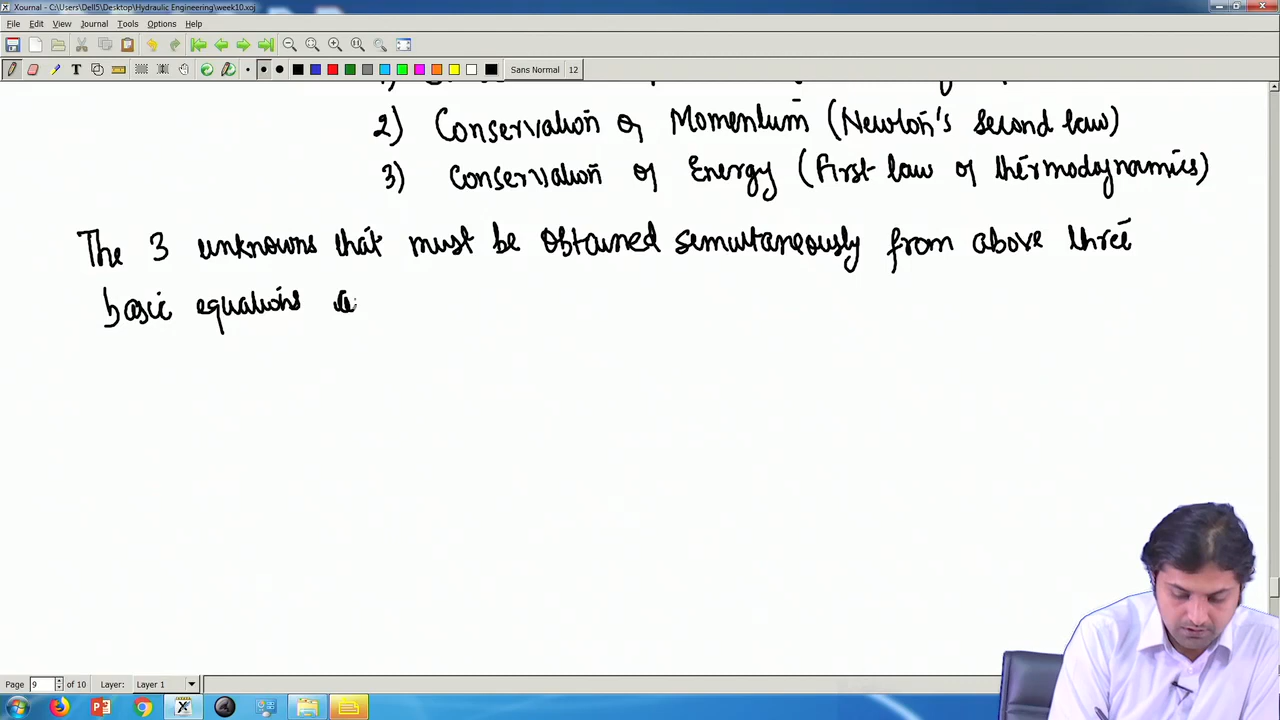 Xournal - C:\Users\Dell5\Desktop\Hydraulic Engineering\week10.xoj
File Edit View Journal Tools Options Help
Sans Normal 12
2) Conservation of Momentum (Newton's second law)
3) Conservation of Energy (First law of thermodynamics)
The 3 unknowns that must be obtained semultaneously from above three
basic equations
Page 9 of 10 Layer: Layer 1